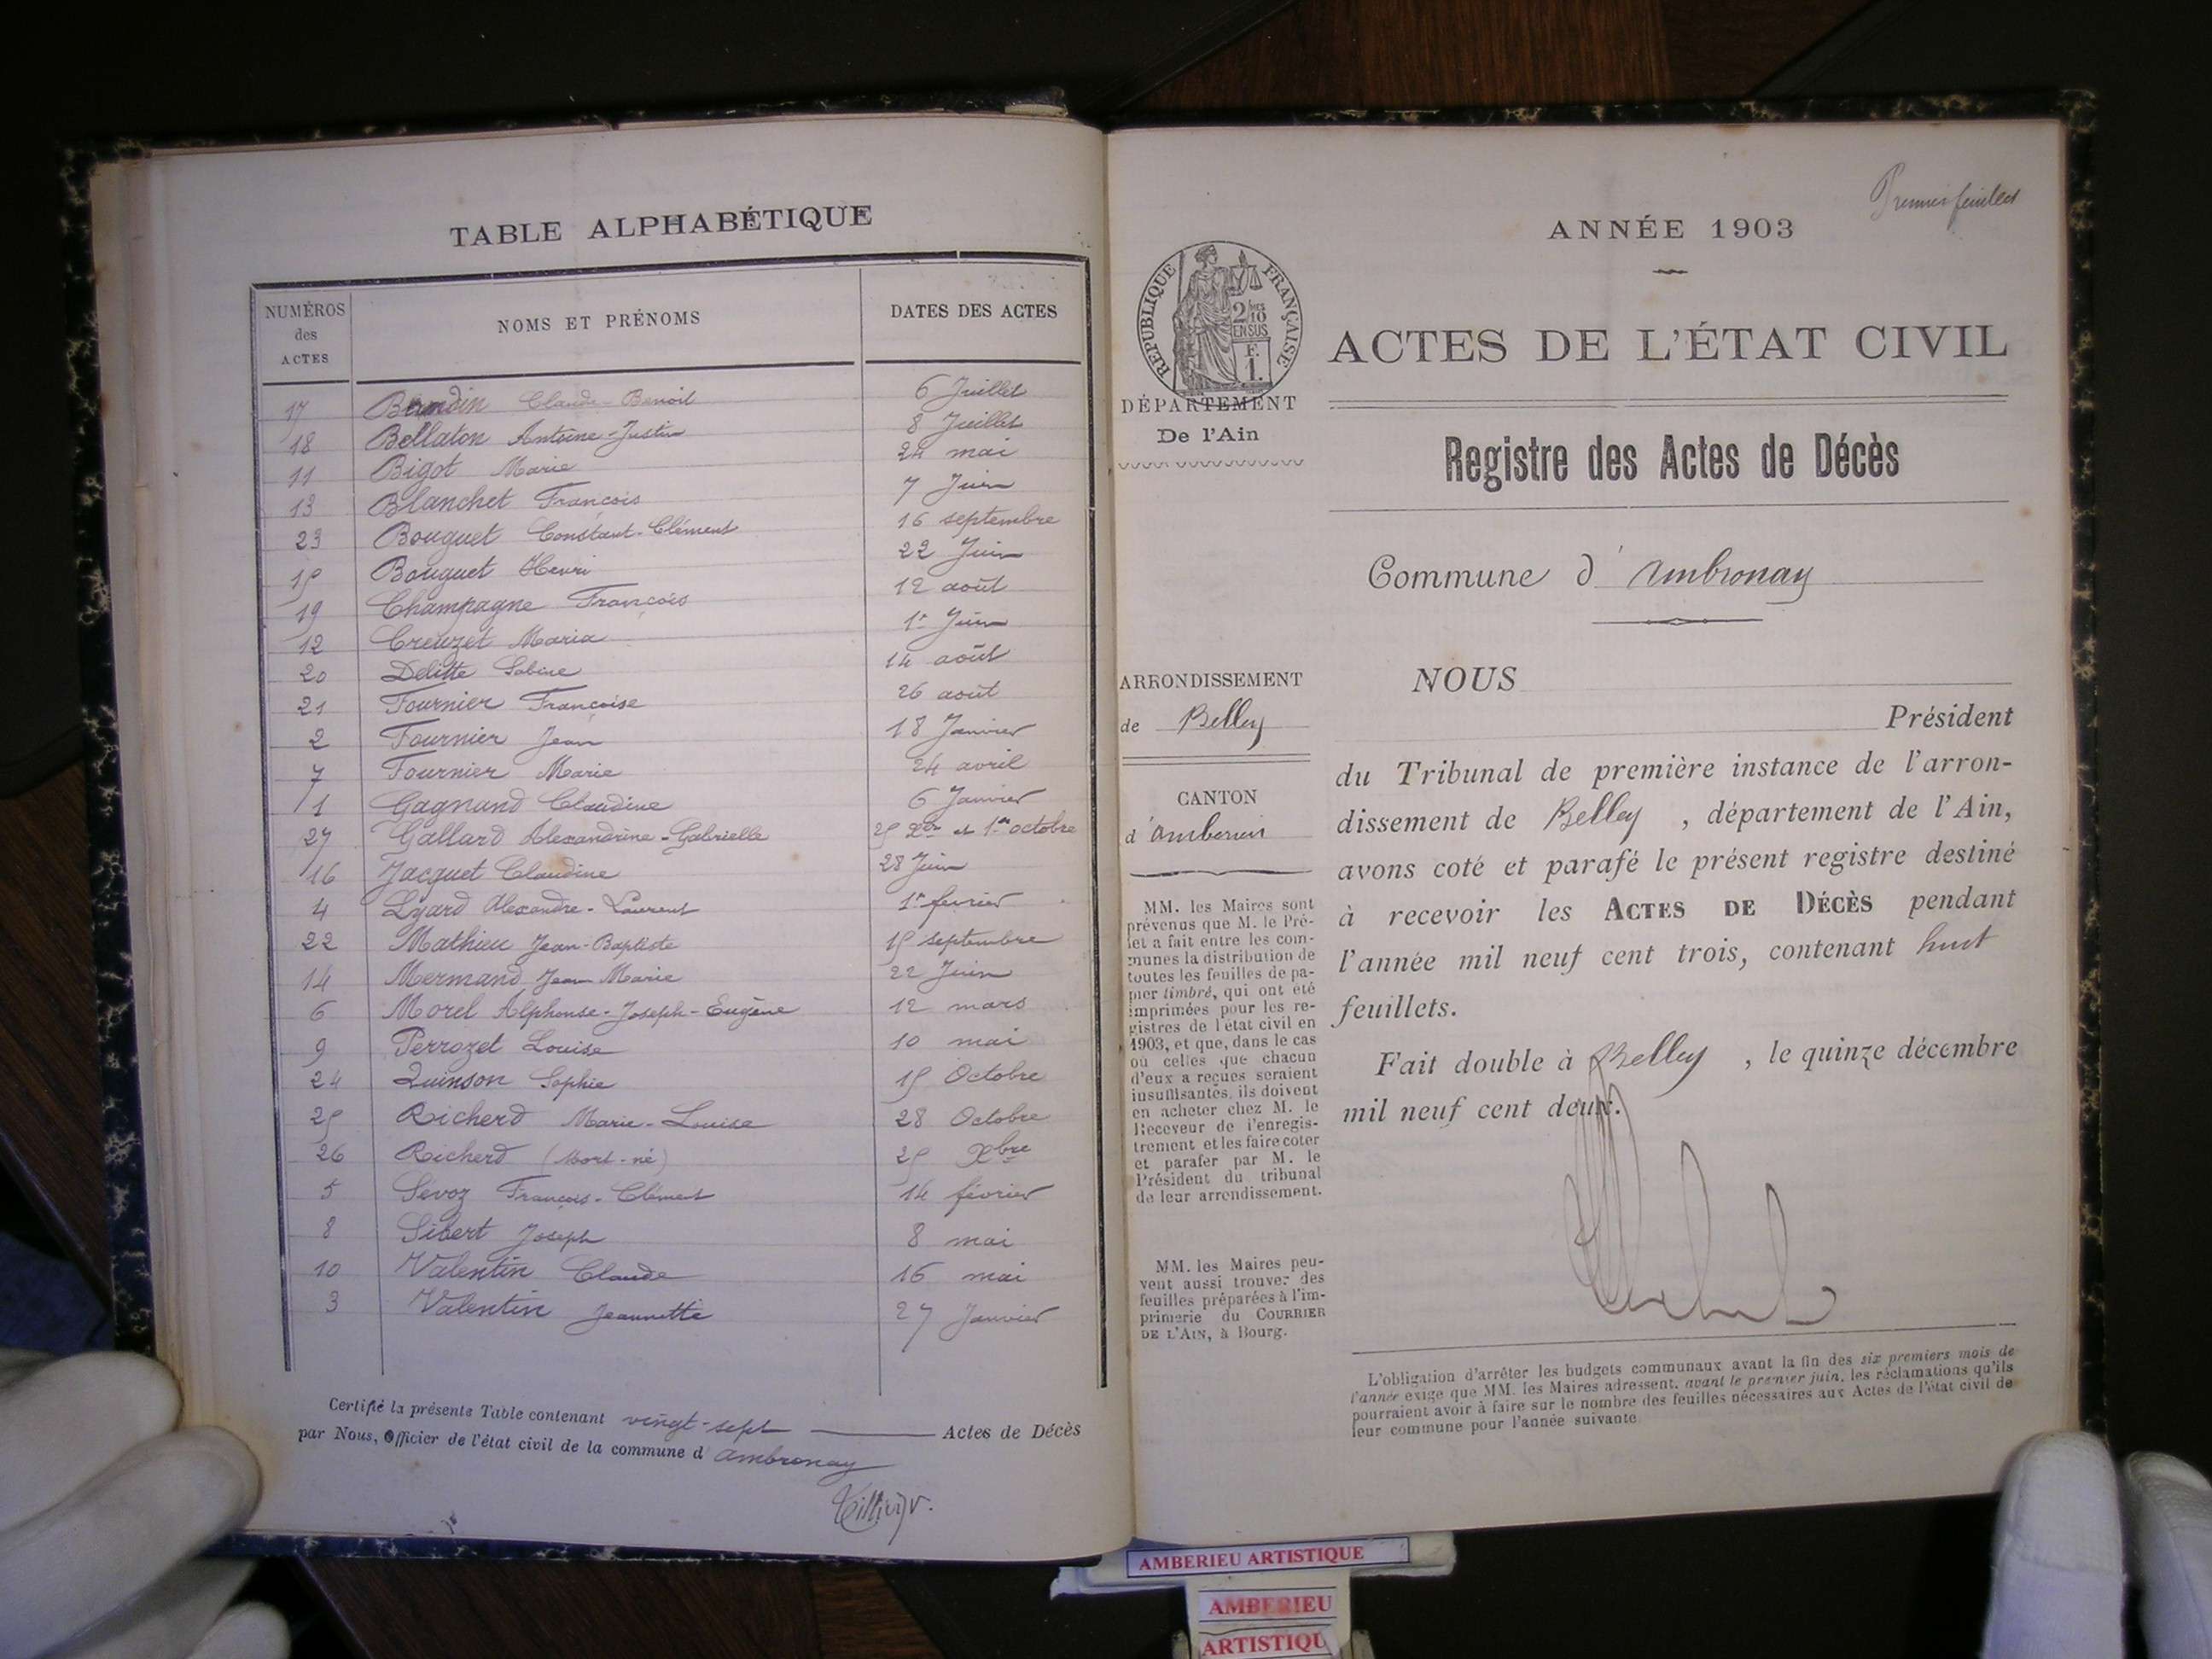 TABLE ALPHABÉTIQUE
NUMÉROS des ACTES NOMS ET PRÉNOMS DATES DES ACTES
17 Claude-Benoit 6 Juillet
18 Bellaton Antoine-Justin 8 Juillet
11 Bigot Marie 24 mai
13 Blanchet François 7 Juin
23 Bouguet Constant-Clément 16 septembre
15 Bouguet Henri 22 Juin
19 Champagne François 12 août
12 Creuzet Maria 1er Juin
20 Delitte Sabine 14 août
21 Fournier Françoise 26 août
2 Fournier Jean 18 Janvier
7 Fournier Marie 24 avril
1 Gagnand Claudine 6 Janvier
27 Gallard Alexandrine-Gabrielle 25 Xbre et 1er octobre
16 Jacquet Claudine 28 Juin
4 Lyard Alexandre-Laurent 1er février
22 Mathieu Jean-Baptiste 15 septembre
14 Mermand Jean Marie 22 Juin
6 Morel Alphonse-Joseph-Eugène 12 mars
9 Perrozet Louise 10 mai
24 Quinson Sophie 15 Octobre
25 Richerd Marie-Louise 28 Octobre
26 Richerd (Mort-né) 25 Xbre
5 Sevoz François-Clément 14 février
8 Sibert Joseph 8 mai
10 Valentin Claude 16 mai
3 Valentin Jeannette 27 Janvier
Certifié la présente Table contenant vingt-sept Actes de Décès
par Nous, Officier de l'état civil de la commune d'Ambronay
Premier feuillet
ANNÉE 1903
RÉPUBLIQUE FRANÇAISE
2/10 EN SUS
F. 1.
ACTES DE L'ÉTAT CIVIL
DÉPARTEMENT
De l'Ain
Registre des Actes de Décès
Commune d'Ambronay
ARRONDISSEMENT
de Belley
CANTON
d'Ambérieu
MM. les Maires sont
prévenus que M. le Pré-
fet a fait entre les com-
munes la distribution de
toutes les feuilles de pa-
pier timbré, qui ont été
imprimées pour les re-
gistres de l'état civil en
1903, et que, dans le cas
où celles que chacun
d'eux a reçues seraient
insuffisantes, ils doivent
en acheter chez M. le
Receveur de l'enregis-
trement et les faire coter
et parafer par M. le
Président du tribunal
de leur arrondissement.
MM. les Maires peu-
vent aussi trouver des
feuilles préparées à l'im-
primerie du COURRIER
DE L'AIN, à Bourg.
NOUS
Président
du Tribunal de première instance de l'arron-
dissement de Belley, département de l'Ain,
avons coté et parafé le présent registre destiné
à recevoir les ACTES DE DÉCÈS pendant
l'année mil neuf cent trois, contenant huit
feuillets.
Fait double à Belley, le quinze décembre
mil neuf cent deux.
L'obligation d'arrêter les budgets communaux avant la fin des six premiers mois de
l'année exige que MM. les Maires adressent, avant le premier juin, les réclamations qu'ils
pourraient avoir à faire sur le nombre des feuilles nécessaires aux Actes de l'état civil de
leur commune pour l'année suivante
AMBERIEU ARTISTIQUE
AMBERIEU
ARTISTIQU